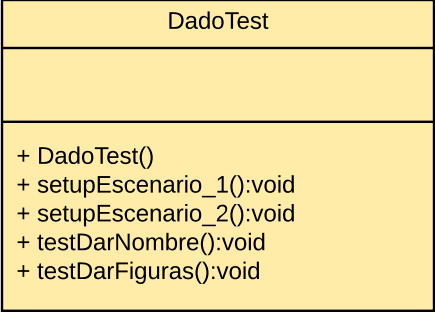 DadoTest
+ DadoTest()
+ setupEscenario_1():void
+ setupEscenario_2():void
+ testDarNombre():void
+ testDarFiguras():void